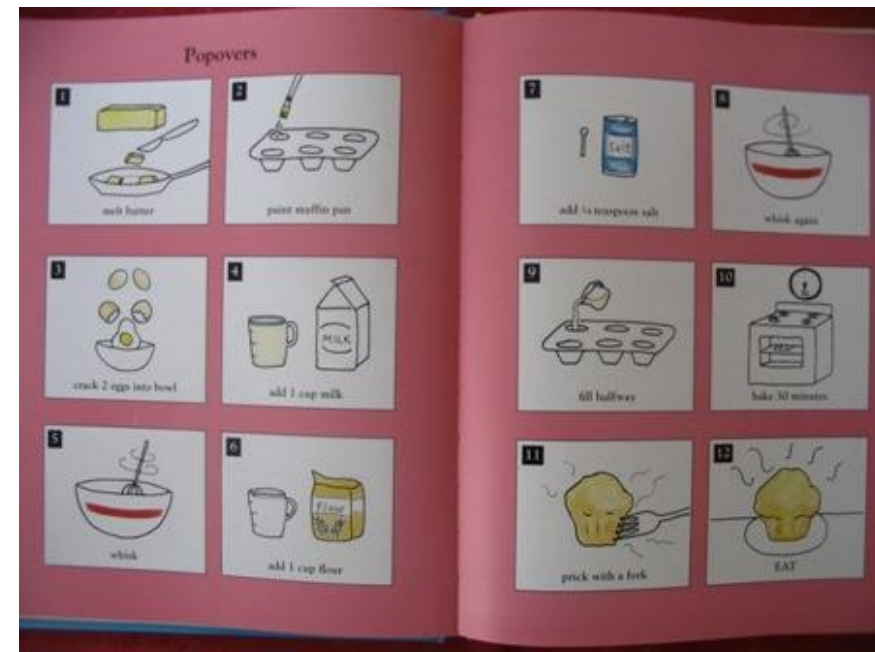 Popovers
1
melt butter
2
paint muffin pan
3
crack 2 eggs into bowl
4
MILK
add 1 cup milk
5
whisk
6
Flour
add 1 cup flour
7
Salt
add ¼ teaspoon salt
8
whisk again
9
fill halfway
10
bake 30 minutes
11
prick with a fork
12
EAT